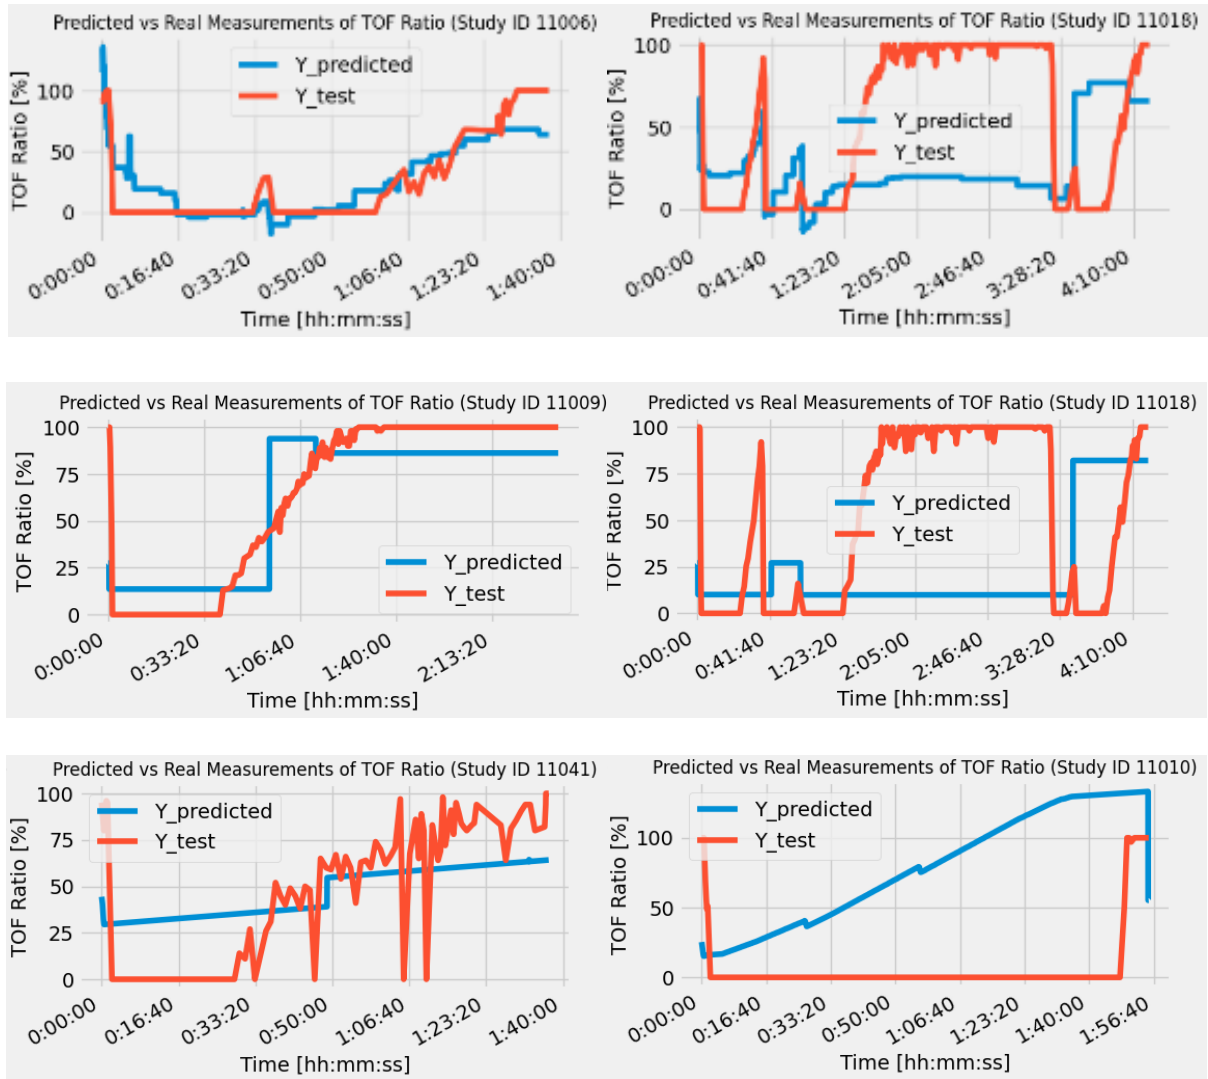 Predicted vs Real Measurements of TOF Ratio (Study ID 11006)
TOF Ratio [%]
100
50
0
Y_predicted
Y_test
0:00:00
0:16:40
0:33:20
0:50:00
1:06:40
1:23:20
1:40:00
Time [hh:mm:ss]
Predicted vs Real Measurements of TOF Ratio (Study ID 11018)
TOF Ratio [%]
100
50
0
Y_predicted
Y_test
0:00:00
0:41:40
1:23:20
2:05:00
2:46:40
3:28:20
4:10:00
Time [hh:mm:ss]
Predicted vs Real Measurements of TOF Ratio (Study ID 11009)
TOF Ratio [%]
100
75
50
25
0
Y_predicted
Y_test
0:00:00
0:33:20
1:06:40
1:40:00
2:13:20
Time [hh:mm:ss]
Predicted vs Real Measurements of TOF Ratio (Study ID 11018)
TOF Ratio [%]
100
75
50
25
0
Y_predicted
Y_test
0:00:00
0:41:40
1:23:20
2:05:00
2:46:40
3:28:20
4:10:00
Time [hh:mm:ss]
Predicted vs Real Measurements of TOF Ratio (Study ID 11041)
TOF Ratio [%]
100
75
50
25
0
Y_predicted
Y_test
0:00:00
0:16:40
0:33:20
0:50:00
1:06:40
1:23:20
1:40:00
Time [hh:mm:ss]
Predicted vs Real Measurements of TOF Ratio (Study ID 11010)
TOF Ratio [%]
100
50
0
Y_predicted
Y_test
0:00:00
0:16:40
0:33:20
0:50:00
1:06:40
1:23:20
1:40:00
1:56:40
Time [hh:mm:ss]